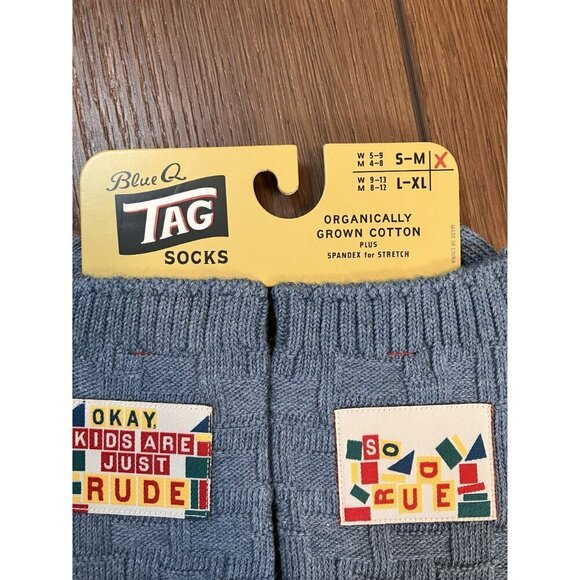 Blue Q
TAG
SOCKS
W 5-9
M 4-8
S-M X
W 9-13
M 8-12
L-XL
ORGANICALLY
GROWN COTTON
PLUS
SPANDEX for STRETCH
MADE IN CHINA
OKAY,
KIDS ARE
JUST
RUDE
SO
RUDE